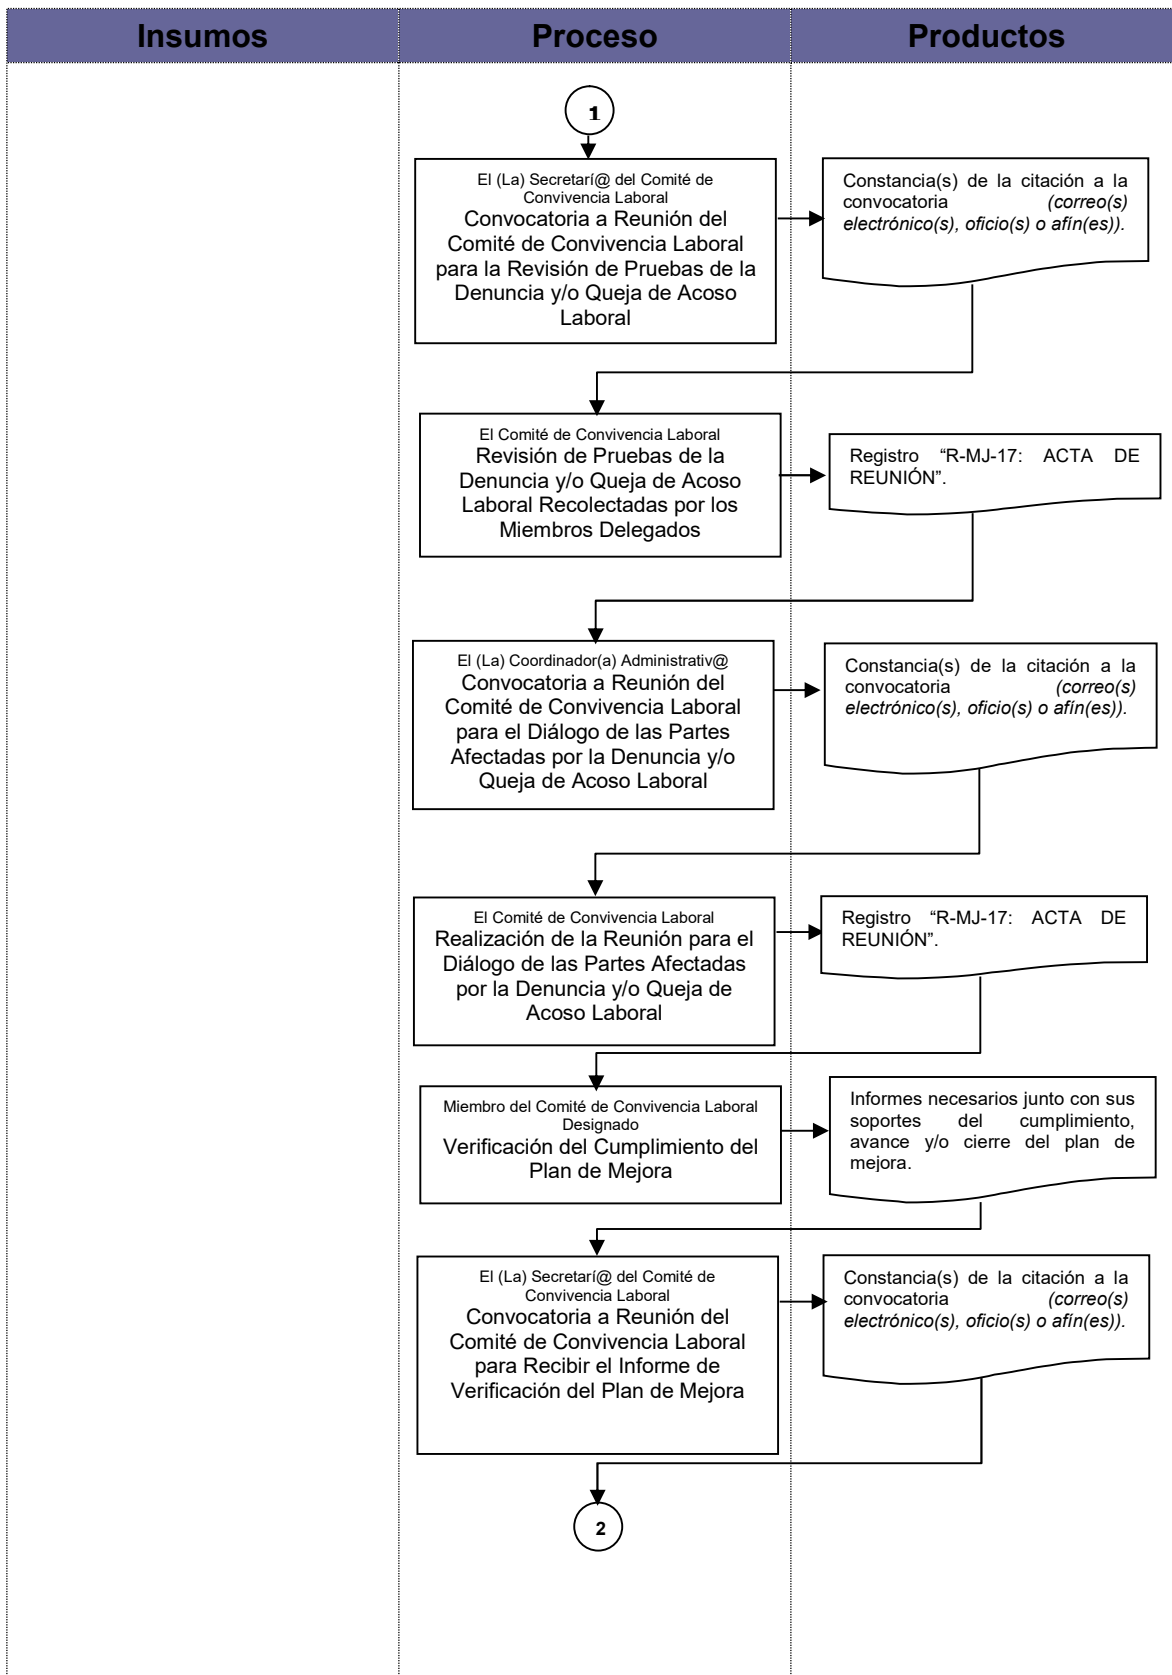 Insumos
Proceso
Productos
1
El (La) Secretarí@ del Comité de
Convivencia Laboral
Convocatoria a Reunión del
Comité de Convivencia Laboral
para la Revisión de Pruebas de la
Denuncia y/o Queja de Acoso
Laboral
Constancia(s) de la citación a la
convocatoria (correo(s)
electrónico(s), oficio(s) o afín(es)).
El Comité de Convivencia Laboral
Revisión de Pruebas de la
Denuncia y/o Queja de Acoso
Laboral Recolectadas por los
Miembros Delegados
Registro “R-MJ-17: ACTA DE
REUNIÓN”.
El (La) Coordinador(a) Administrativ@
Convocatoria a Reunión del
Comité de Convivencia Laboral
para el Diálogo de las Partes
Afectadas por la Denuncia y/o
Queja de Acoso Laboral
Constancia(s) de la citación a la
convocatoria (correo(s)
electrónico(s), oficio(s) o afín(es)).
El Comité de Convivencia Laboral
Realización de la Reunión para el
Diálogo de las Partes Afectadas
por la Denuncia y/o Queja de
Acoso Laboral
Registro “R-MJ-17: ACTA DE
REUNIÓN”.
Miembro del Comité de Convivencia Laboral
Designado
Verificación del Cumplimiento del
Plan de Mejora
Informes necesarios junto con sus
soportes del cumplimiento,
avance y/o cierre del plan de
mejora.
El (La) Secretarí@ del Comité de
Convivencia Laboral
Convocatoria a Reunión del
Comité de Convivencia Laboral
para Recibir el Informe de
Verificación del Plan de Mejora
Constancia(s) de la citación a la
convocatoria (correo(s)
electrónico(s), oficio(s) o afín(es)).
2